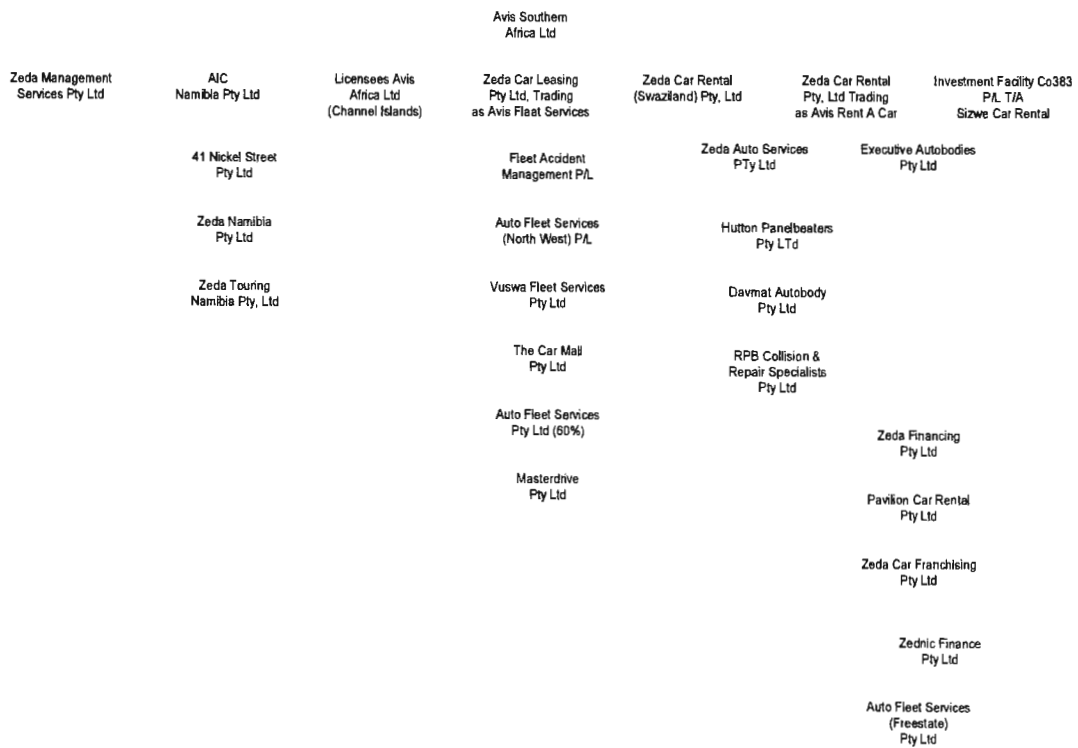 Avis Southern
Africa Ltd
Zeda Management
Services Pty Ltd
AIC
Namibia Pty Ltd
Licensees Avis
Africa Ltd
(Channel Islands)
Zeda Car Leasing
Pty Ltd, Trading
as Avis Flaat Services
Zeda Car Rental
(Swaziland) Pty, Ltd
Zeda Car Rental
Pty, Ltd Trading
as Avis Rent A Car
Investment Facility Co383
P/L T/A
Sizwe Car Rental
41 Nickel Street
Pty Ltd
Zeda Namibia
Pty Ltd
Zeda Touring
Namibia Pty, Ltd
Fleet Accident
Management P/L
Auto Fleet Services
(North West) P/L
Vuswa Fleet Services
Pty Ltd
The Car Mall
Pty Ltd
Auto Fleet Services
Pty Ltd (60%)
Masterdrive
Pty Ltd
Zeda Auto Services
PTy Ltd
Hutton Panelbeaters
Pty LTd
Davmat Autobody
Pty Ltd
RPB Collision &
Repair Specialists
Pty Ltd
Executive Autobodies
Pty Ltd
Zeda Financing
Pty Ltd
Pavilion Car Rental
Pty Ltd
Zeda Car Franchising
Pty Ltd
Zednic Finance
Pty Ltd
Auto Fleet Services
(Freestate)
Pty Ltd